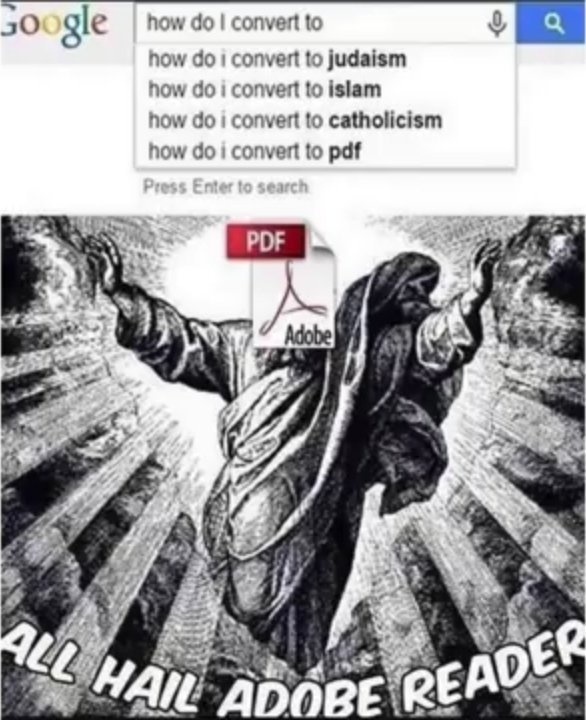 Google how do I convert to
how do i convert to judaism
how do i convert to islam
how do i convert to catholicism
how do i convert to pdf
Press Enter to search
PDF
Adobe
ALL HAIL ADOBE READER